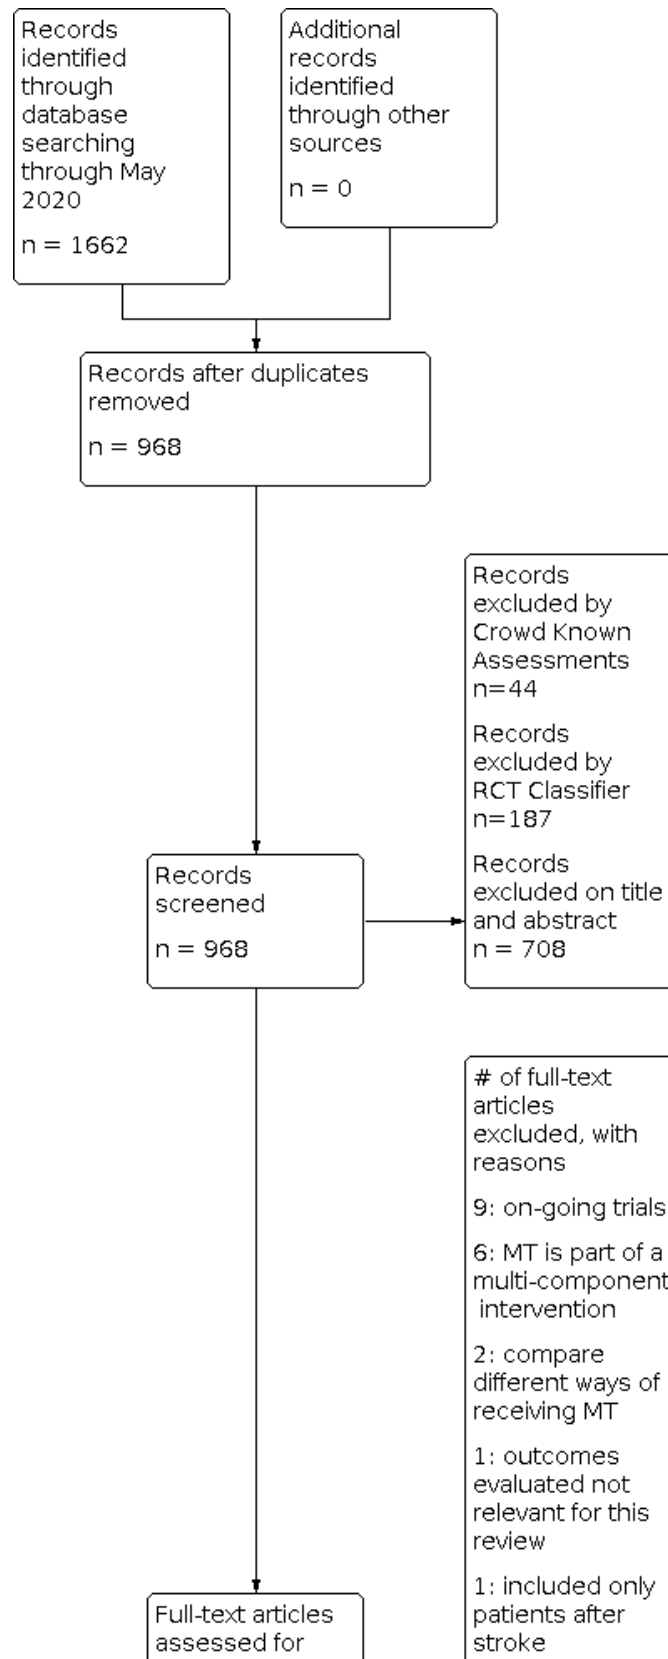 Records
identified
through
database
searching
through May
2020
n = 1662
Additional
records
identified
through other
sources
n = 0
Records after duplicates
removed
n = 968
Records
excluded by
Crowd Known
Assessments
n=44
Records
excluded by
RCT Classifier
n=187
Records
excluded on title
and abstract
n = 708
Records
screened
n = 968
# of full-text
articles
excluded, with
reasons
9: on-going trials
6: MT is part of a
multi-component
intervention
2: compare
different ways of
receiving MT
1: outcomes
evaluated not
relevant for this
review
1: included only
patients after
stroke
Full-text articles
assessed for